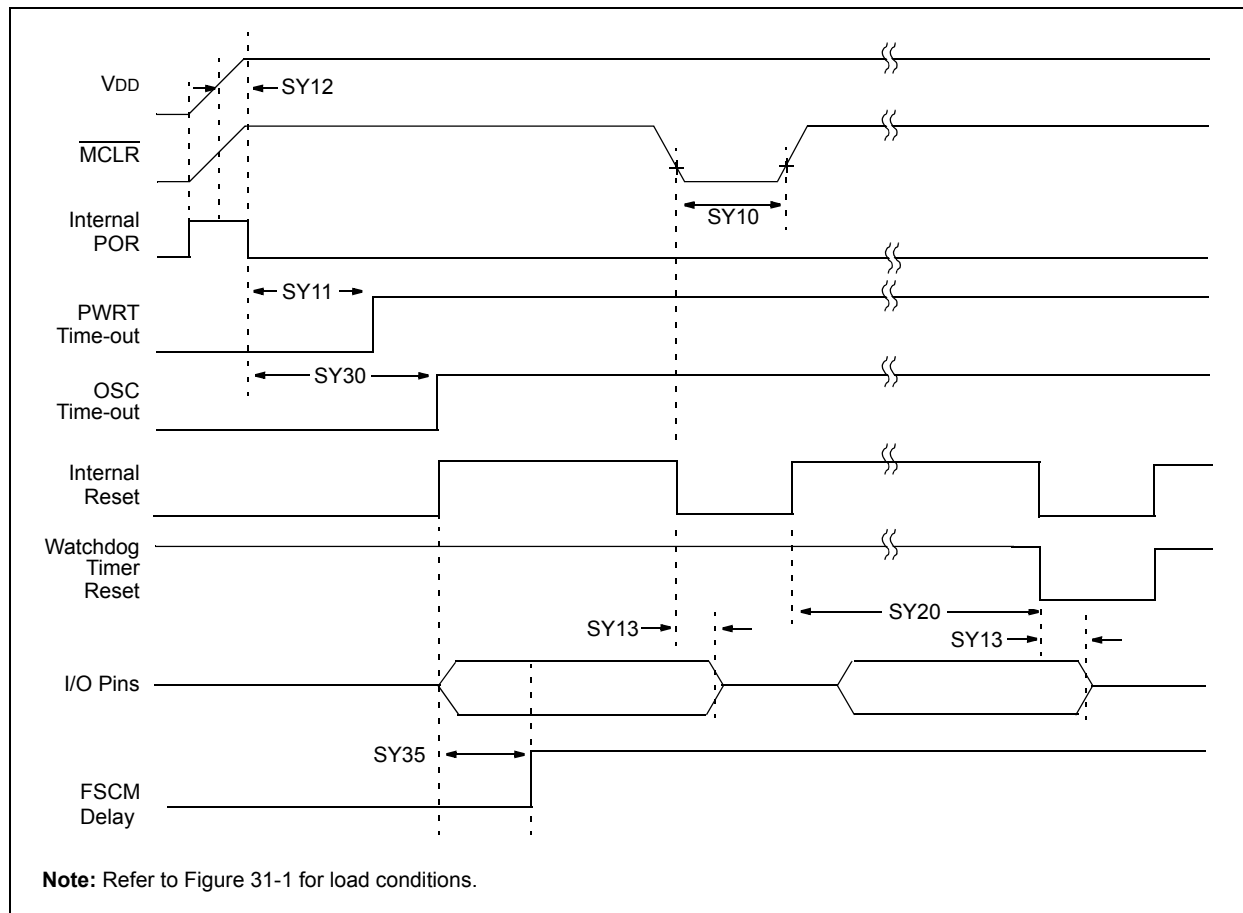 VDD
SY12
MCLR
SY10
Internal
POR
SY11
PWRT
Time-out
SY30
OSC
Time-out
Internal
Reset
Watchdog
Timer
Reset
SY20
SY13
SY13
I/O Pins
SY35
FSCM
Delay
Note: Refer to Figure 31-1 for load conditions.